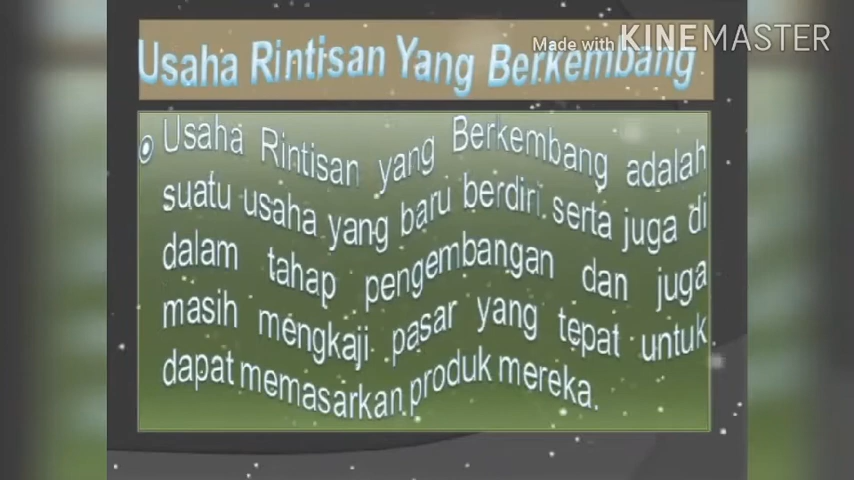 Made with KINEMASTER
Usaha Rintisan Yang Berkembang
Usaha Rintisan yang Berkembang adalah
suatu usaha yang baru berdiri serta juga di
dalam tahap pengembangan dan juga
masih mengkaji pasar yang tepat untuk
dapat memasarkan produk mereka.